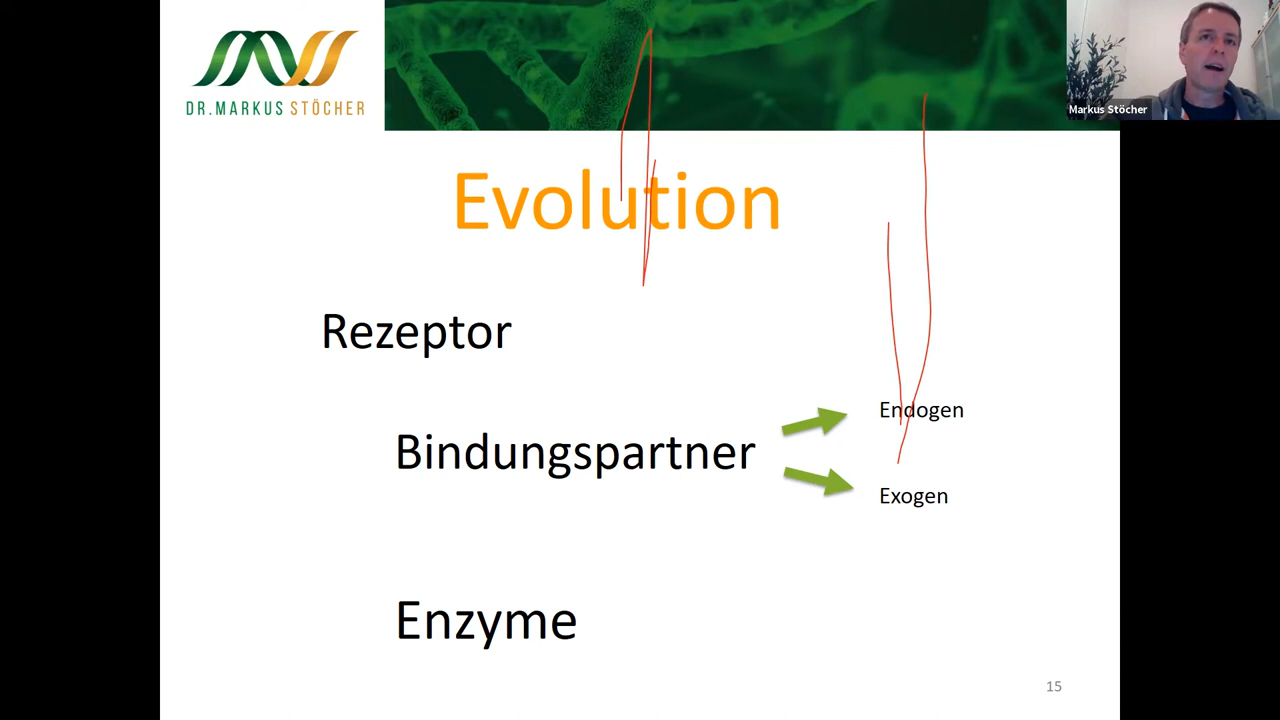 DR.MARKUS STÖCHER
Markus Stöcher
Evolution
Rezeptor
Endogen
Bindungspartner
Exogen
Enzyme
15